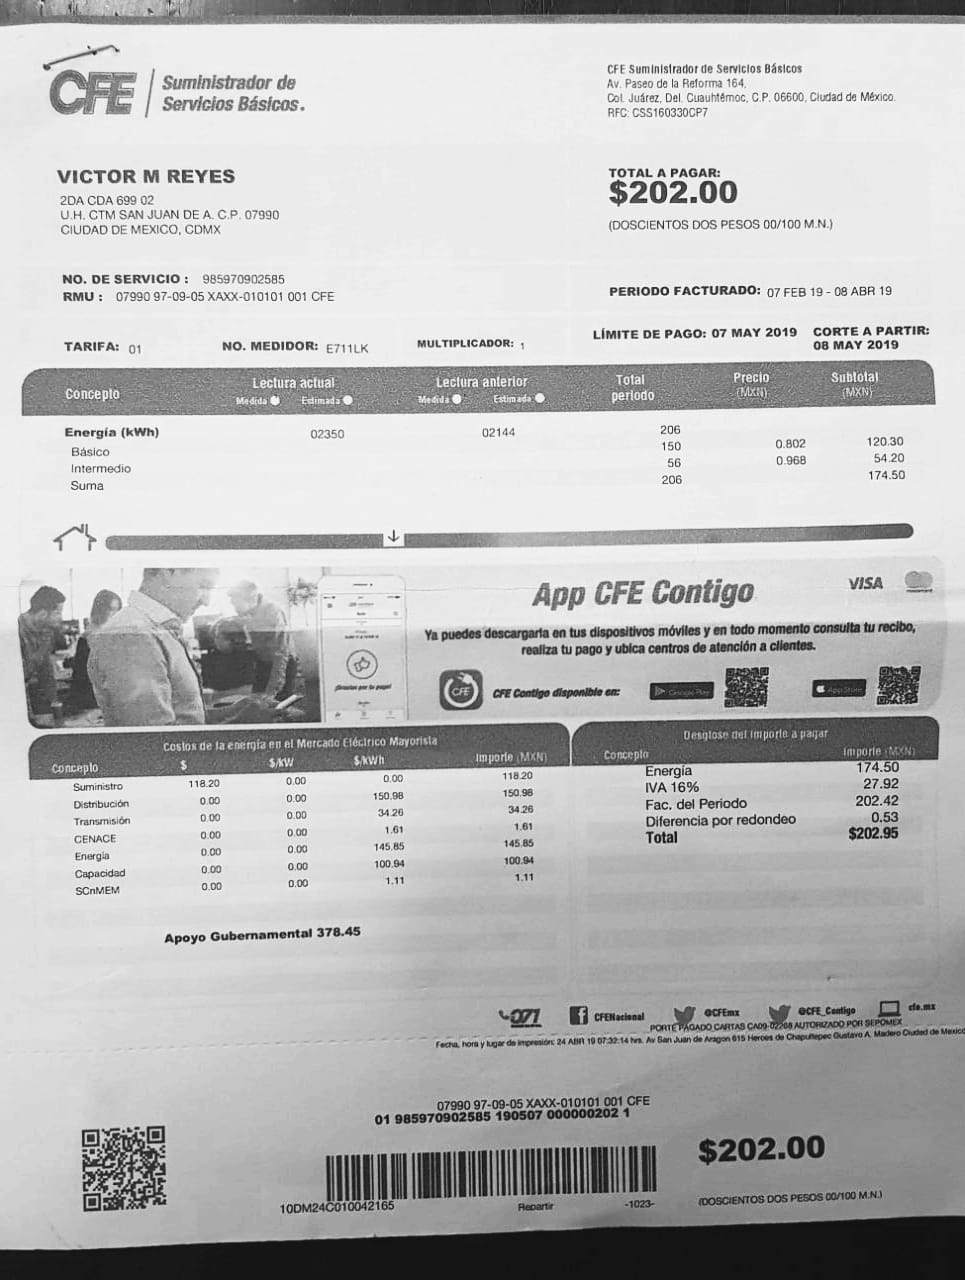 CFE Suministrador de
Servicios Básicos.
CFE Suministrador de Servicios Básicos
Av. Paseo de la Reforma 164,
Col. Juárez, Del. Cuauhtémoc, C.P. 06600, Ciudad de México.
RFC: CSS160330CP7
VICTOR M REYES
2DA CDA 699 02
U.H. CTM SAN JUAN DE A. C.P. 07990
CIUDAD DE MEXICO, CDMX
TOTAL A PAGAR:
$202.00
(DOSCIENTOS DOS PESOS 00/100 M.N.)
NO. DE SERVICIO : 985970902585
RMU : 07990 97-09-05 XAXX-010101 001 CFE
PERIODO FACTURADO: 07 FEB 19 - 08 ABR 19
TARIFA: 01 NO. MEDIDOR: E711LK MULTIPLICADOR: 1
LÍMITE DE PAGO: 07 MAY 2019 CORTE A PARTIR:
08 MAY 2019
Concepto Lectura actual Lectura anterior Total periodo Precio (MXN) Subtotal (MXN)
Medida Estimada Medida Estimada
Energía (kWh) 02350 02144 206
Básico 150 0.802 120.30
Intermedio 56 0.968 54.20
Suma 206 174.50
App CFE Contigo
VISA
Ya puedes descargarla en tus dispositivos móviles y en todo momento consulta tu recibo,
realiza tu pago y ubica centros de atención a clientes.
¡Gracias por tu pago!
CFE
CFE Contigo disponible en:
Google Play
App Store
Costos de la energía en el Mercado Eléctrico Mayorista
Concepto $ $/kW $/kWh Importe (MXN)
Suministro 118.20 0.00 0.00 118.20
Distribución 0.00 0.00 150.98 150.98
Transmisión 0.00 0.00 34.26 34.26
CENACE 0.00 0.00 1.61 1.61
Energía 0.00 0.00 145.85 145.85
Capacidad 0.00 0.00 100.94 100.94
SCnMEM 0.00 0.00 1.11 1.11
Apoyo Gubernamental 378.45
Desglose del importe a pagar
Concepto Importe (MXN)
Energía 174.50
IVA 16% 27.92
Fac. del Periodo 202.42
Diferencia por redondeo 0.53
Total $202.95
071 CFENacional @CFEmx @CFE_Contigo cfe.mx
PORTE PAGADO CARTAS CA09-02268 AUTORIZADO POR SEPOMEX
Fecha, hora y lugar de impresión: 24 ABR 19 07:32:14 hrs. Av San Juan de Aragon 615 Heroes de Chapultepec Gustavo A. Madero Ciudad de Mexico
07990 97-09-05 XAXX-010101 001 CFE
01 985970902585 190507 000000202 1
$202.00
10DM24C010042165 Repartir -1023-
(DOSCIENTOS DOS PESOS 00/100 M.N.)